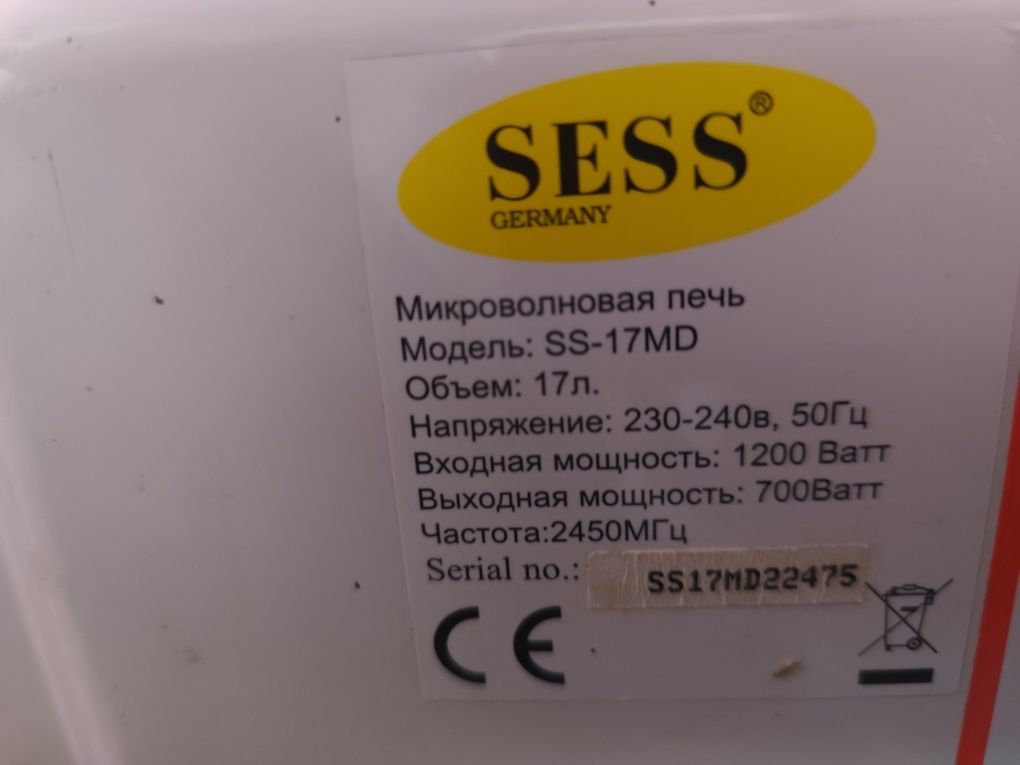 SESS®
GERMANY
Микроволновая печь
Модель: SS-17MD
Объем: 17л.
Напряжение: 230-240в, 50Гц
Входная мощность: 1200 Ватт
Выходная мощность: 700Ватт
Частота:2450МГц
Serial no.: SS17MD22475
CE